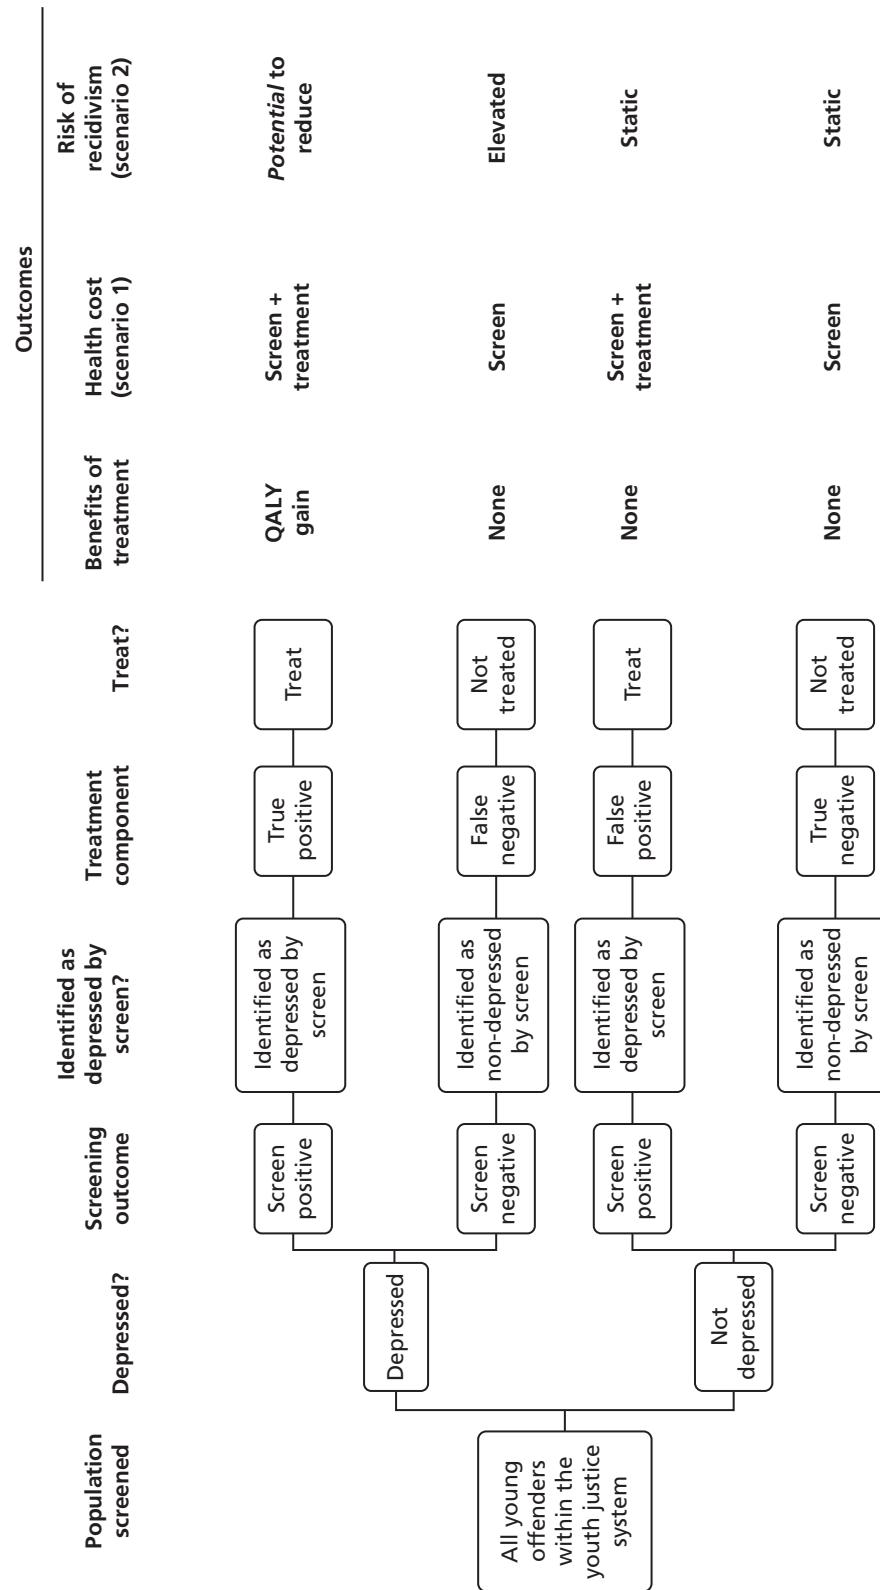 Outcomes
Population
screened
Depressed?
Screening
outcome
Identified as
depressed by
screen?
Treatment
component
Treat?
Benefits of
treatment
Health cost
(scenario 1)
Risk of
recidivism
(scenario 2)
All young
offenders
within the
youth justice
system
Depressed
Screen
positive
Identified as
depressed by
screen
True
positive
Treat
QALY
gain
Screen +
treatment
Potential to
reduce
Screen
negative
Identified as
non-depressed
by screen
False
negative
Not
treated
None
Screen
Elevated
Not
depressed
Screen
positive
Identified as
depressed by
screen
False
positive
Treat
None
Screen +
treatment
Static
Screen
negative
Identified as
non-depressed
by screen
True
negative
Not
treated
None
Screen
Static